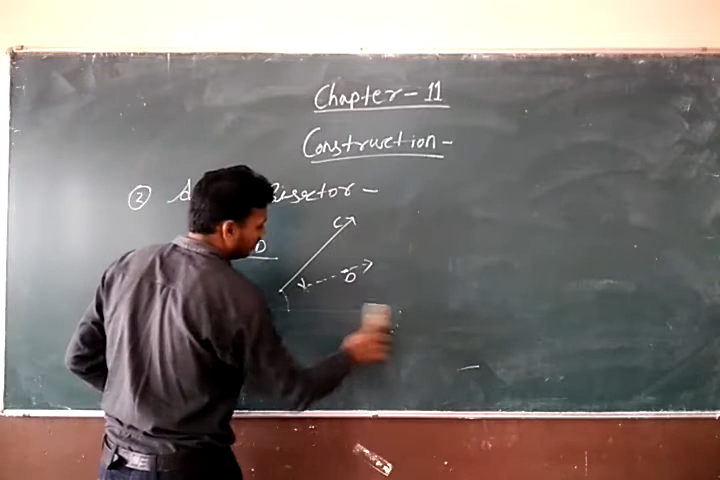 Chapter - 11
Construction -
② Bisector -
C
D
D